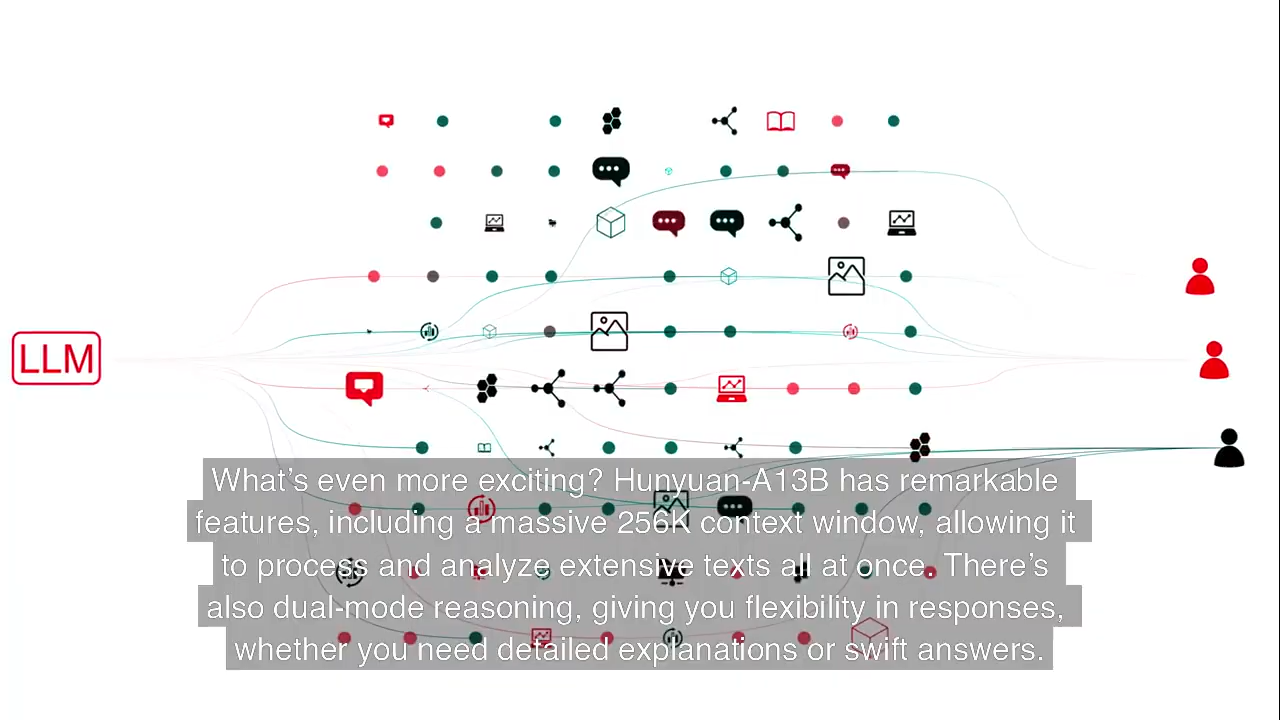 LLM
What’s even more exciting? Hunyuan-A13B has remarkable
features, including a massive 256K context window, allowing it
to process and analyze extensive texts all at once. There’s
also dual-mode reasoning, giving you flexibility in responses,
whether you need detailed explanations or swift answers.